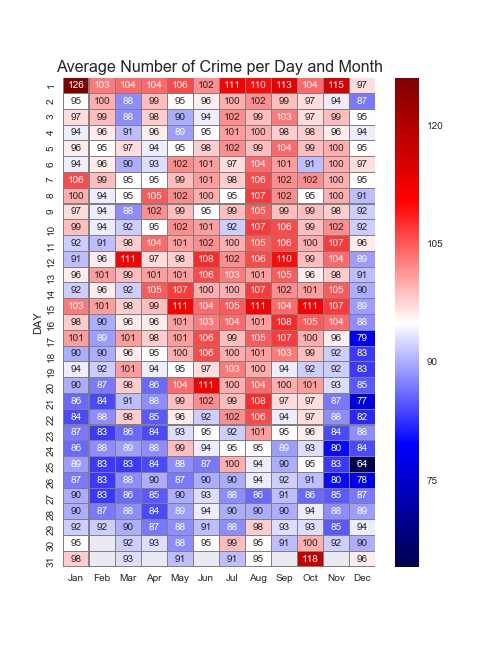 Average Number of Crime per Day and Month
1 126 103 104 104 106 102 111 110 113 104 115 97
2 95 100 88 99 95 96 100 102 99 97 94 87
3 97 99 88 98 90 94 102 99 103 97 99 95
4 94 96 91 96 89 95 101 100 98 98 96 94
5 96 95 97 94 95 98 102 99 104 99 100 95
6 94 96 90 93 102 101 97 104 101 91 100 97
7 106 99 95 95 99 101 98 106 102 102 100 95
8 100 94 95 105 102 100 95 107 102 95 100 91
9 97 94 88 102 99 95 99 105 99 99 98 92
10 99 94 92 95 102 101 92 107 106 99 102 92
11 92 91 98 104 101 102 100 105 106 100 107 96
12 91 96 111 97 98 108 102 106 110 99 104 89
13 96 101 99 101 101 106 103 101 105 96 98 91
14 92 96 92 105 107 100 100 107 102 101 105 90
15 103 101 98 99 111 104 105 111 104 111 107 89
16 98 90 96 96 101 103 104 101 108 105 104 88
17 101 89 101 98 101 106 99 105 107 100 96 79
18 90 90 96 95 100 106 100 101 103 99 92 83
19 94 92 101 94 95 97 103 100 94 92 92 83
20 90 87 98 86 104 111 100 100 100 101 93 85
21 86 84 91 88 99 102 99 108 97 97 87 77
22 84 88 98 85 96 92 102 106 94 97 88 82
23 87 83 86 84 93 95 92 101 95 96 84 88
24 86 88 89 88 99 94 95 95 89 93 80 84
25 89 83 83 84 88 87 100 94 90 95 83 64
26 87 83 88 90 87 90 90 94 92 91 80 78
27 90 83 86 85 90 93 88 86 91 86 85 87
28 90 87 88 84 89 94 90 90 90 94 88 89
29 92 92 90 87 88 91 88 98 93 93 85 94
30 95 92 93 88 95 99 95 91 100 92 90
31 98 93 91 91 95 118 96
Jan Feb Mar Apr May Jun Jul Aug Sep Oct Nov Dec
DAY
120
105
90
75